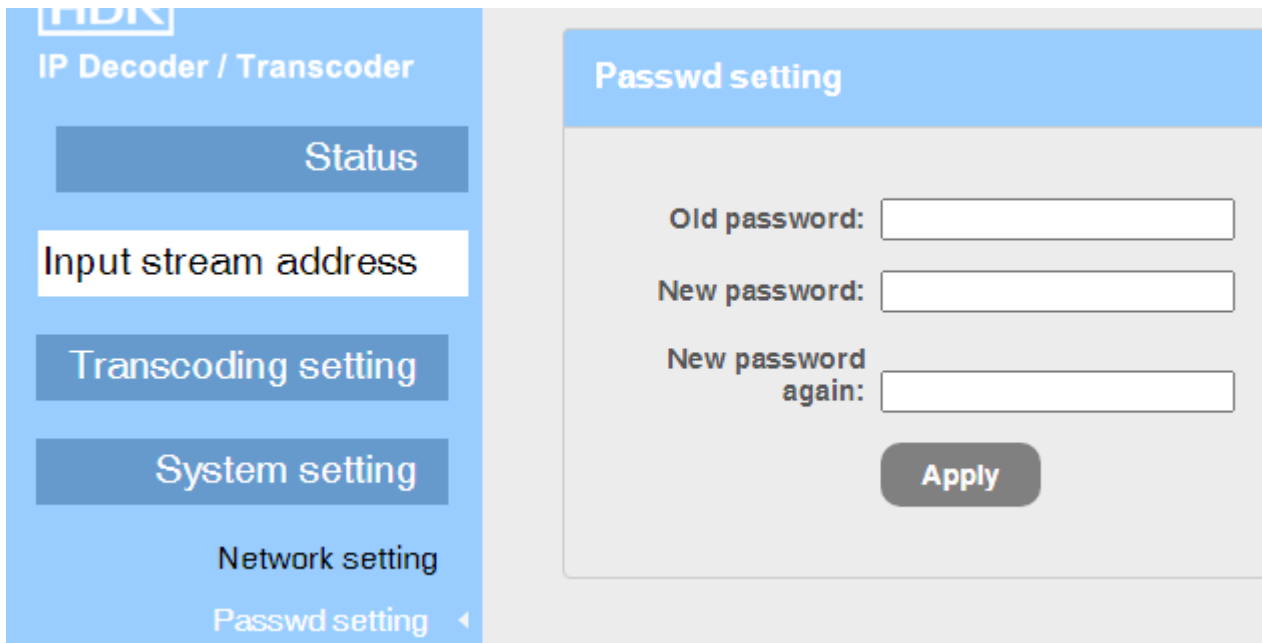 IP Decoder / Transcoder
Status
Input stream address
Transcoding setting
System setting
Network setting
Passwd setting
Passwd setting
Old password:
New password:
New password
again:
Apply